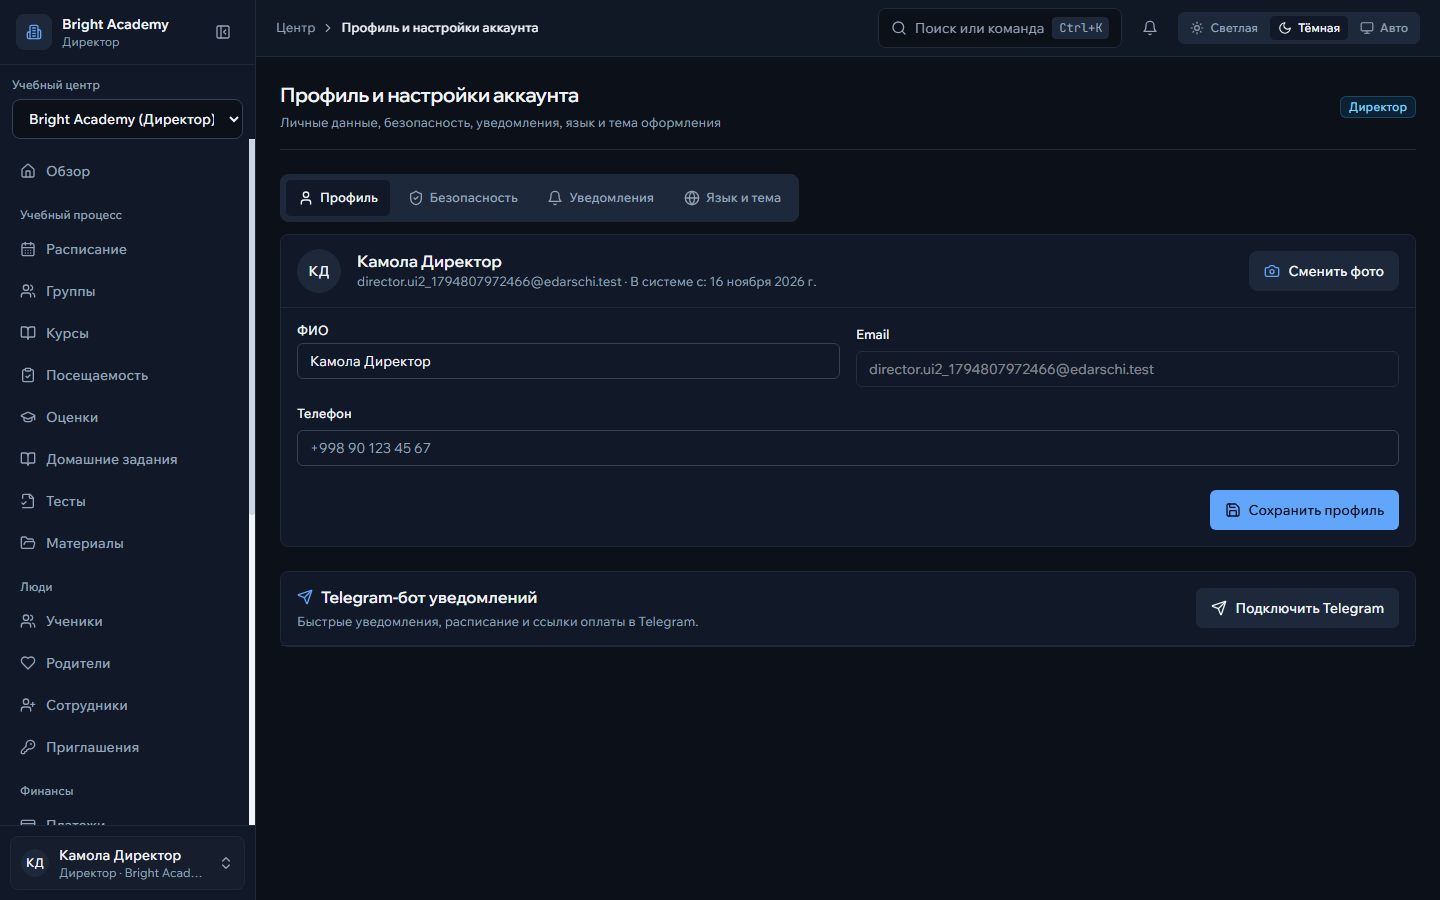 Bright Academy
Директор
Учебный центр
Bright Academy (Директор)
Обзор
Учебный процесс
Расписание
Группы
Курсы
Посещаемость
Оценки
Домашние задания
Тесты
Материалы
Люди
Ученики
Родители
Сотрудники
Приглашения
Финансы
Платежи
КД
Камола Директор
Директор · Bright Acad...
Центр
Профиль и настройки аккаунта
Поиск или команда
Ctrl+K
Светлая
Тёмная
Авто
Профиль и настройки аккаунта
Личные данные, безопасность, уведомления, язык и тема оформления
Директор
Профиль
Безопасность
Уведомления
Язык и тема
КД
Камола Директор
director.ui2_1794807972466@edarschi.test · В системе с: 16 ноября 2026 г.
Сменить фото
ФИО
Камола Директор
Email
director.ui2_1794807972466@edarschi.test
Телефон
+998 90 123 45 67
Сохранить профиль
Telegram-бот уведомлений
Быстрые уведомления, расписание и ссылки оплаты в Telegram.
Подключить Telegram